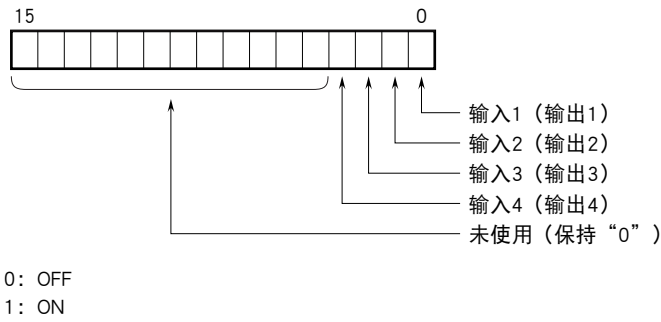 15 0
输入1（输出1）
输入2（输出2）
输入3（输出3）
输入4（输出4）
未使用（保持“0”）
0：OFF
1：ON